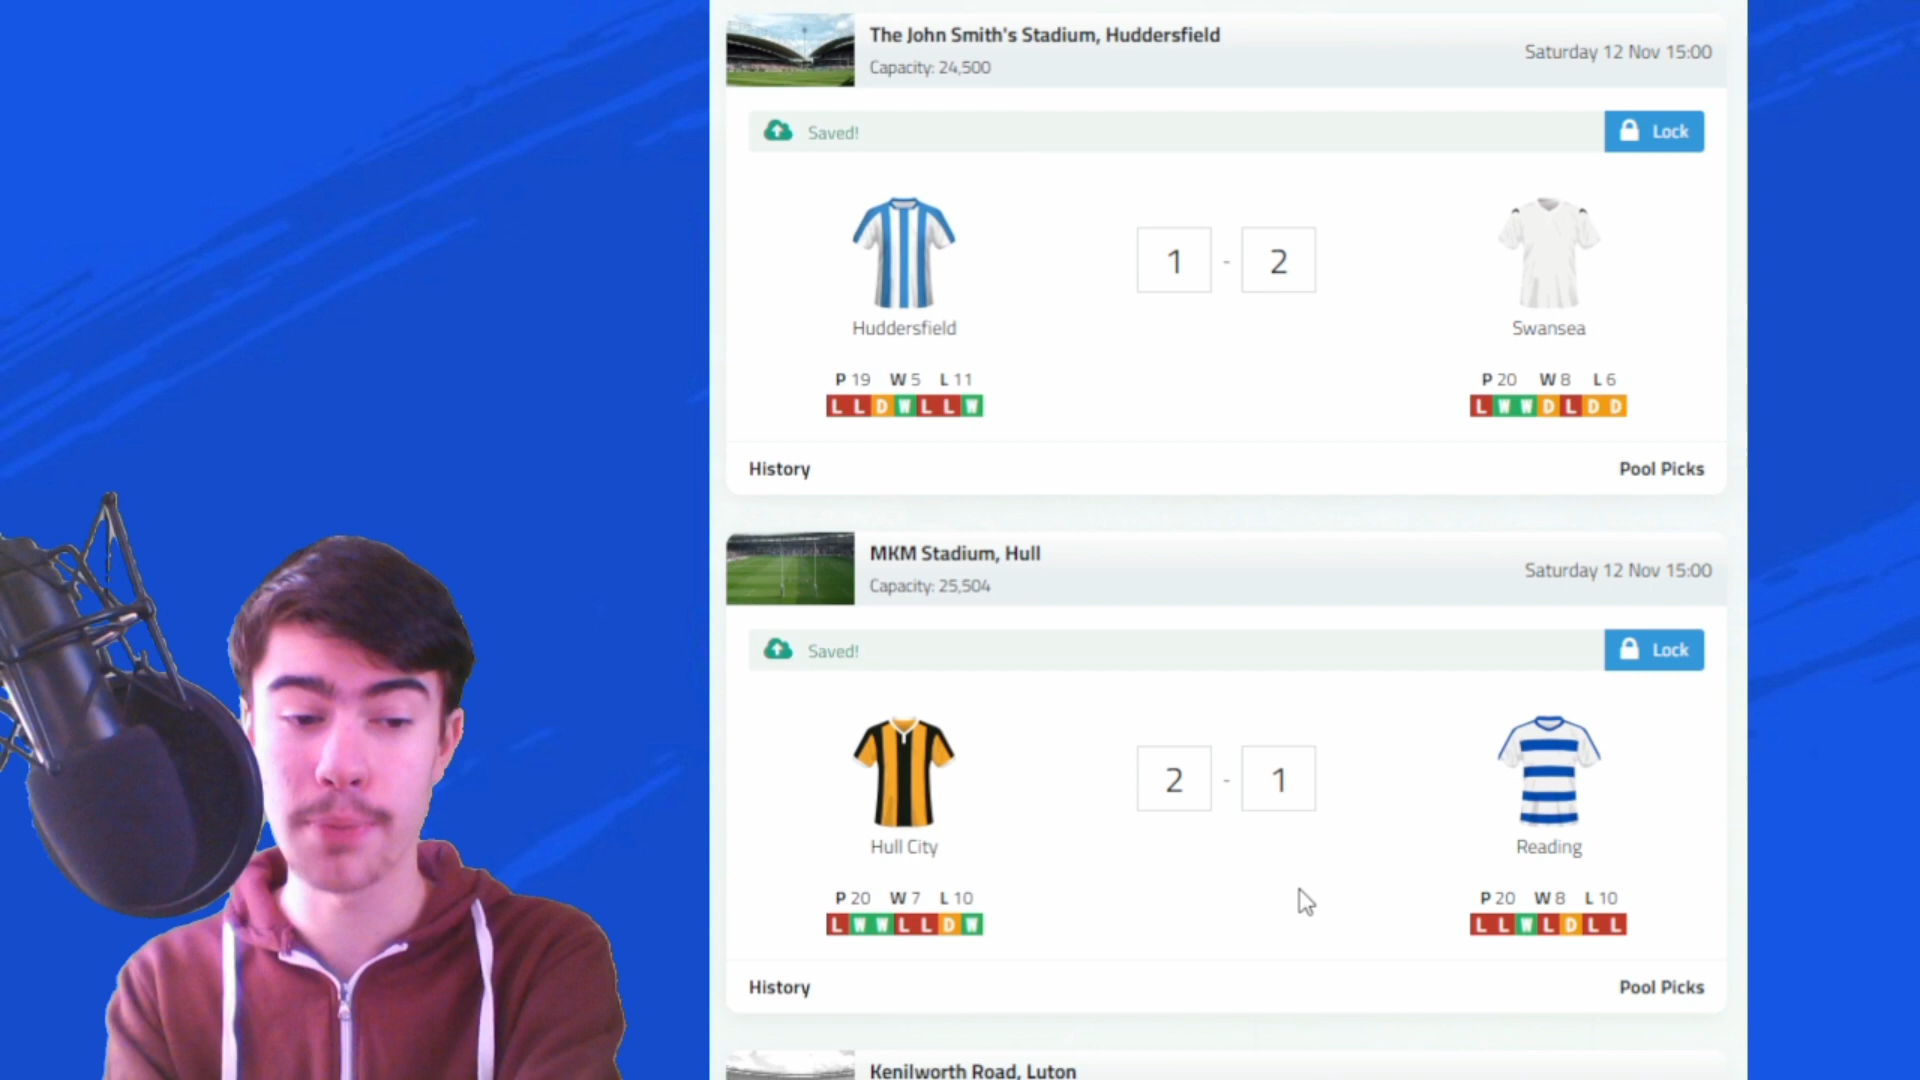 The John Smith's Stadium, Huddersfield
Saturday 12 Nov 15:00
Capacity: 24,500
Saved!
Lock
1 - 2
Huddersfield
Swansea
P 19 W 5 L 11
P 20 W 8 L 6
L L D W L L W
L W W D L D D
History
Pool Picks
MKM Stadium, Hull
Saturday 12 Nov 15:00
Capacity: 25,504
Saved!
Lock
2 - 1
Hull City
Reading
P 20 W 7 L 10
P 20 W 8 L 10
L W W L L D W
L L W L D L L
History
Pool Picks
Kenilworth Road, Luton